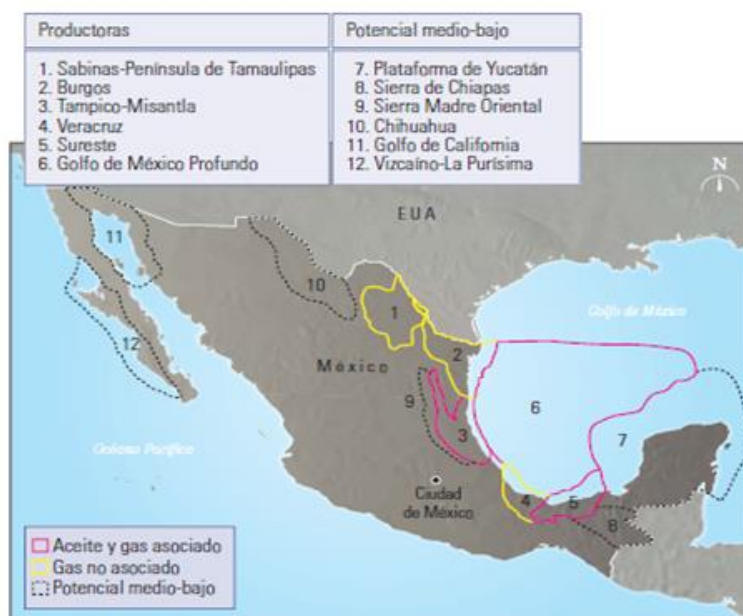 Productoras
1. Sabinas-Península de Tamaulipas
2. Burgos
3. Tampico-Misantla
4. Veracruz
5. Sureste
6. Golfo de México Profundo
Potencial medio-bajo
7. Plataforma de Yucatán
8. Sierra de Chiapas
9. Sierra Madre Oriental
10. Chihuahua
11. Golfo de California
12. Vizcaíno-La Purísima
N
EUA
11
10
1
Golfo de México
12
2
México
9
6
3
7
Océano Pacífico
Ciudad
de México
4
5
8
Aceite y gas asociado
Gas no asociado
Potencial medio-bajo